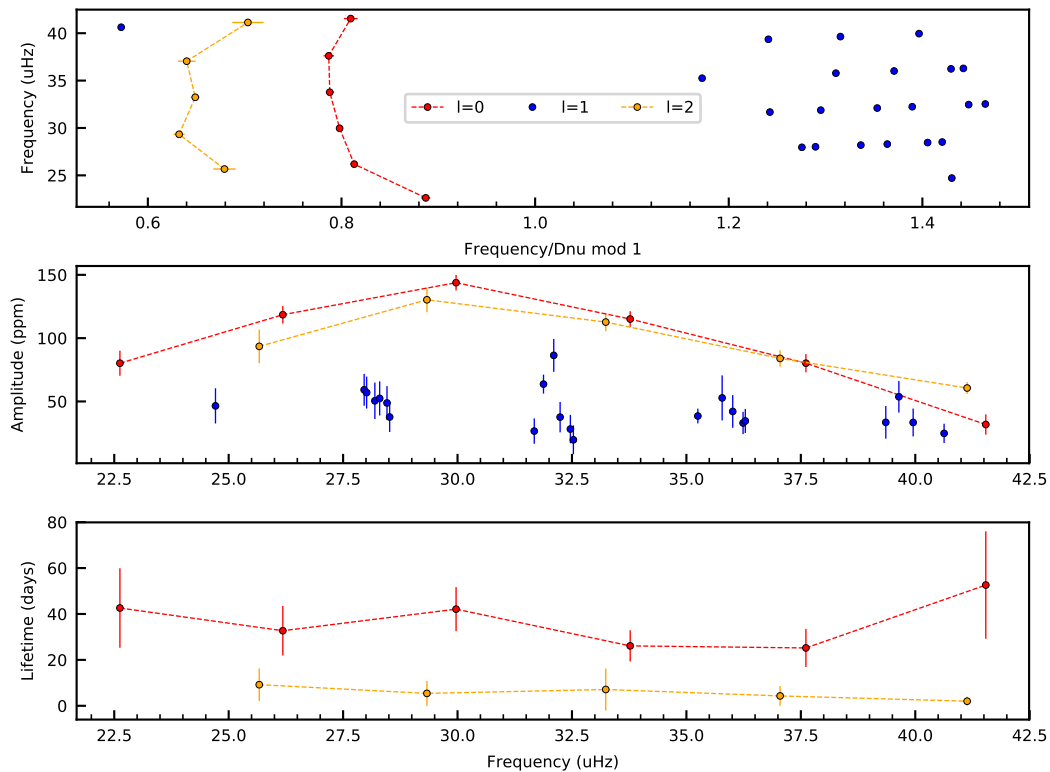 40
35
30
25
Frequency (uHz)
l=0 l=1 l=2
0.6 0.8 1.0 1.2 1.4
Frequency/Dnu mod 1
150
100
50
Amplitude (ppm)
22.5 25.0 27.5 30.0 32.5 35.0 37.5 40.0 42.5
80
60
40
20
0
Lifetime (days)
22.5 25.0 27.5 30.0 32.5 35.0 37.5 40.0 42.5
Frequency (uHz)